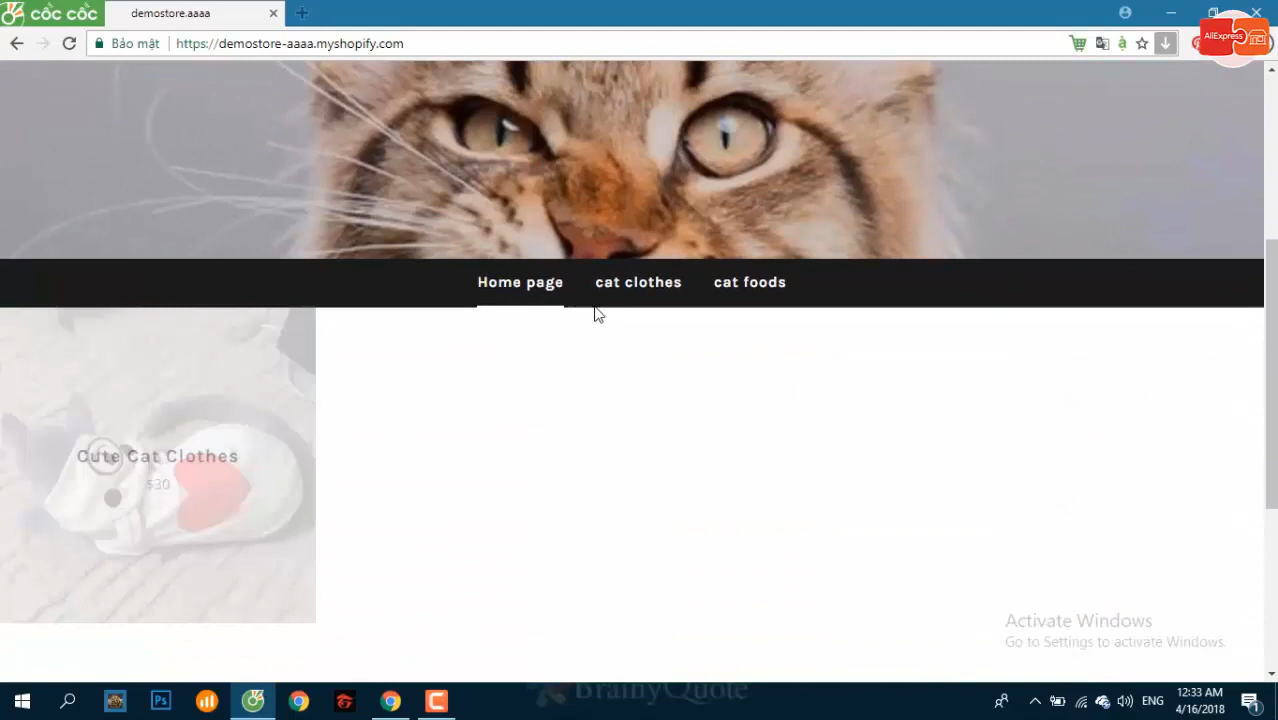 CỐC CỐC
demostore.aaaa
Bảo mật
https://demostore-aaaa.myshopify.com
AliExpress
Home page
cat clothes
cat foods
Cute Cat Clothes
$30
Activate Windows
Go to Settings to activate Windows.
BrainyQuote
Ps
ENG
12:33 AM
4/16/2018
1